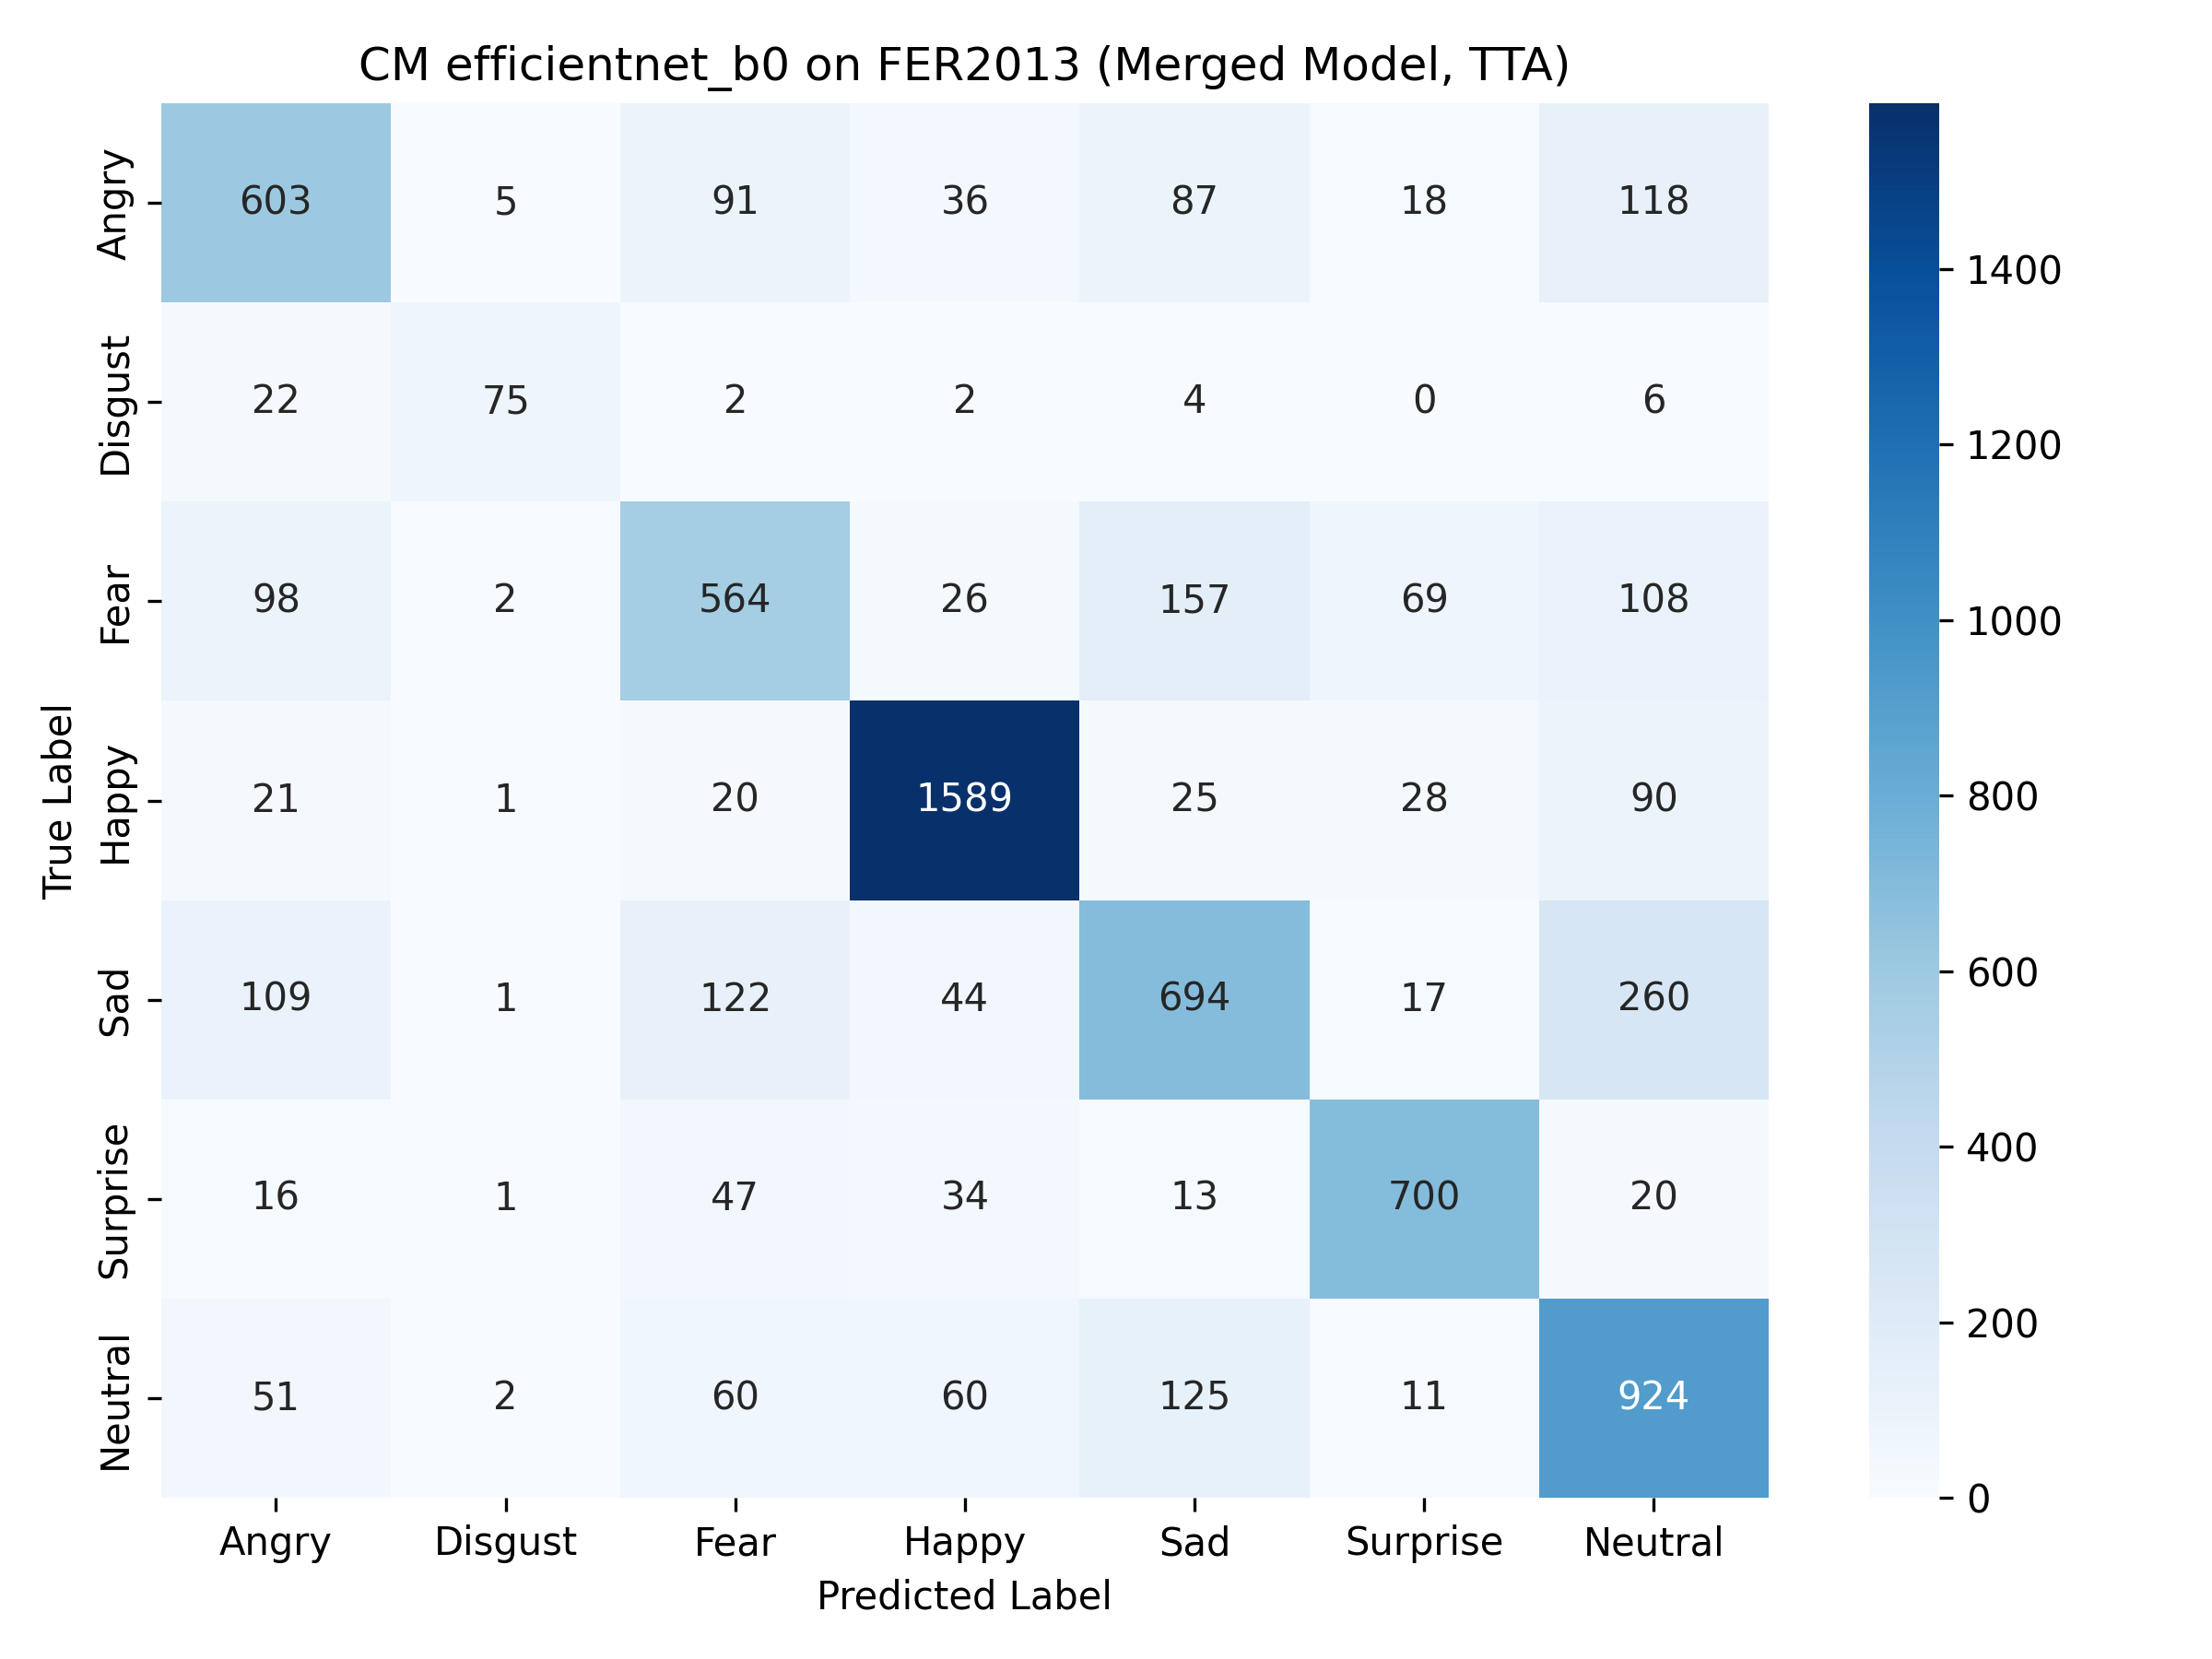 CM efficientnet_b0 on FER2013 (Merged Model, TTA)
True Label
Angry 603 5 91 36 87 18 118
Disgust 22 75 2 2 4 0 6
Fear 98 2 564 26 157 69 108
Happy 21 1 20 1589 25 28 90
Sad 109 1 122 44 694 17 260
Surprise 16 1 47 34 13 700 20
Neutral 51 2 60 60 125 11 924
Angry Disgust Fear Happy Sad Surprise Neutral
Predicted Label
1400
1200
1000
800
600
400
200
0